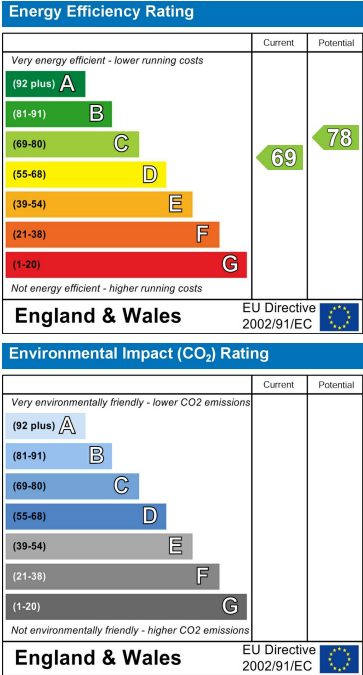 Energy Efficiency Rating
Current Potential
Very energy efficient - lower running costs
(92 plus) A
(81-91) B
(69-80) C
(55-68) D
(39-54) E
(21-38) F
(1-20) G
69
78
Not energy efficient - higher running costs
England & Wales
EU Directive
2002/91/EC
Environmental Impact (CO₂) Rating
Current Potential
Very environmentally friendly - lower CO2 emissions
(92 plus) A
(81-91) B
(69-80) C
(55-68) D
(39-54) E
(21-38) F
(1-20) G
Not environmentally friendly - higher CO2 emissions
England & Wales
EU Directive
2002/91/EC